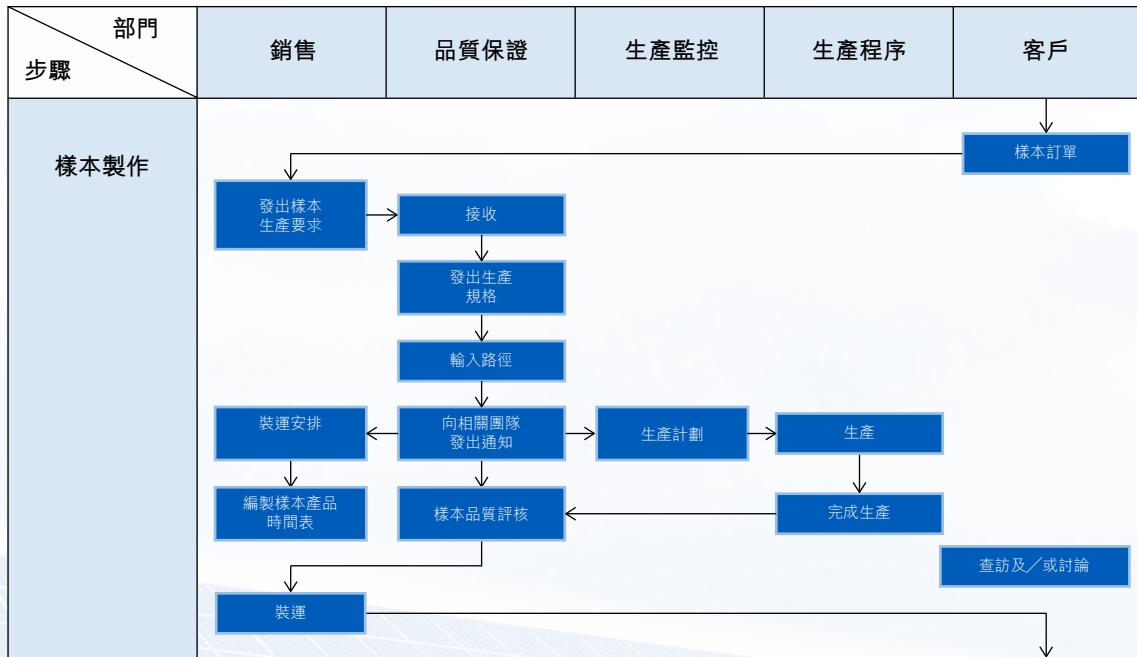 部門
步驟
銷售
品質保證
生產監控
生產程序
客戶
樣本製作
樣本訂單
發出樣本
生產要求
接收
發出生產
規格
輸入路徑
裝運安排
向相關團隊
發出通知
生產計劃
生產
編製樣本產品
時間表
樣本品質評核
完成生產
查訪及╱或討論
裝運